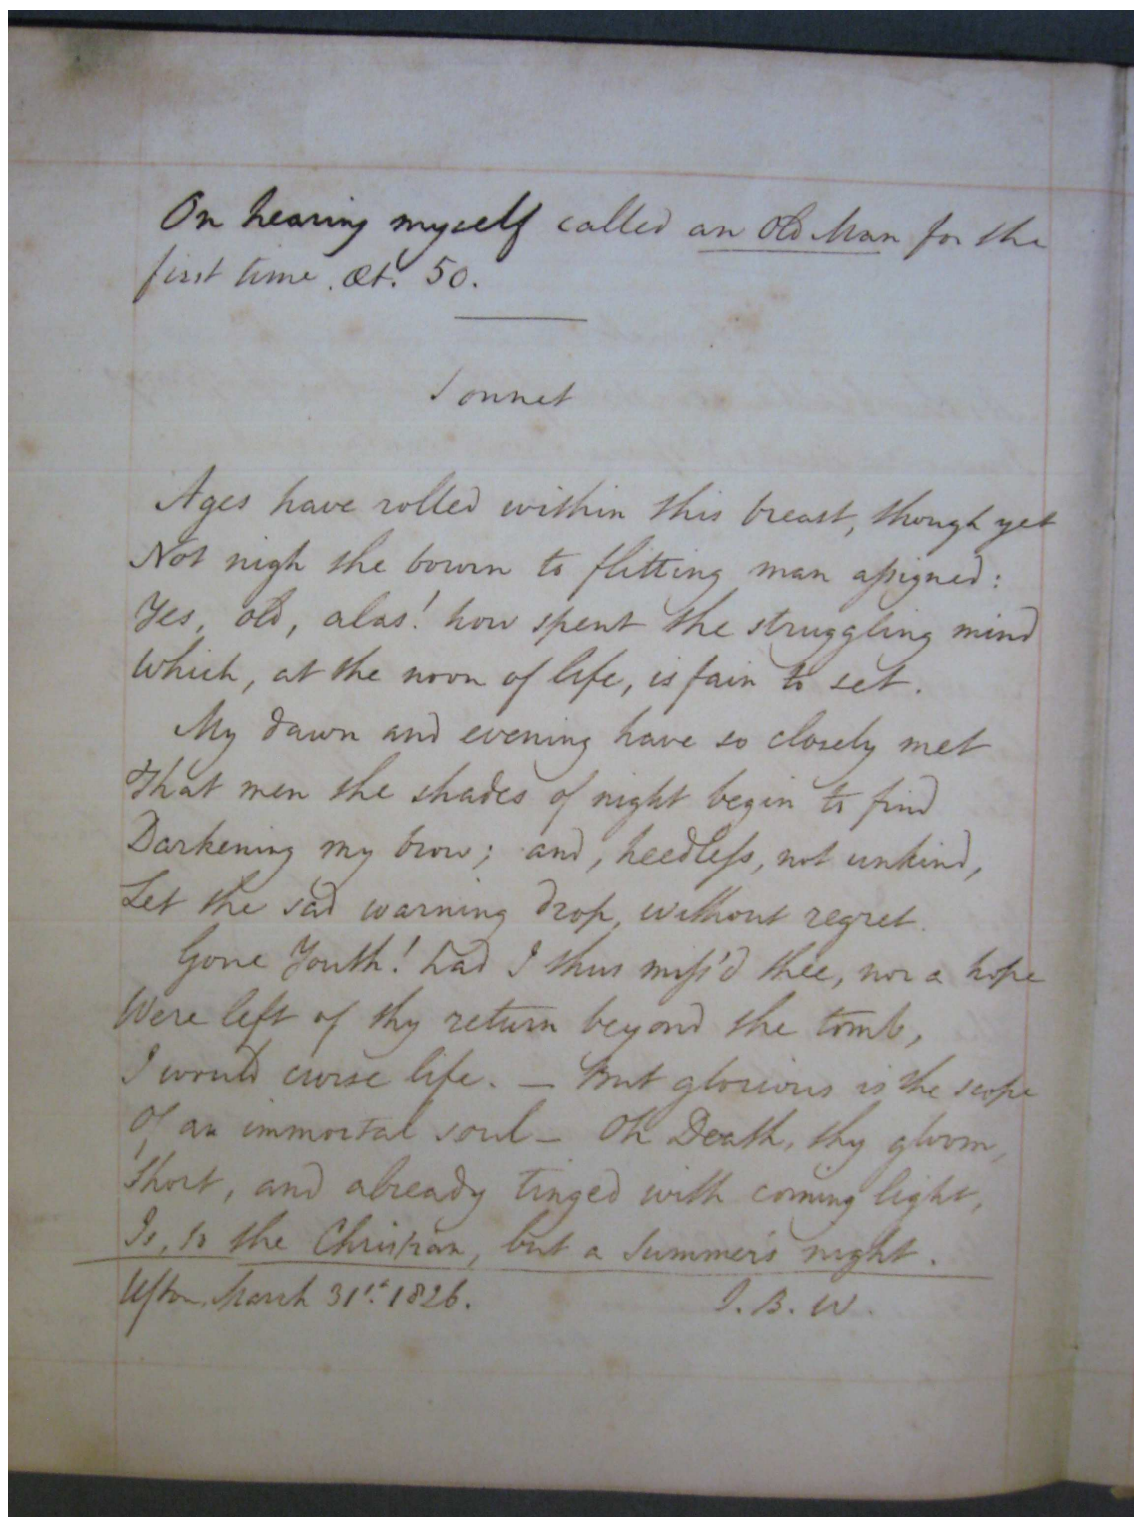 On hearing myself called an Old Man for the
first time. Æt. 50.
Sonnet
Ages have rolled within this breast, though yet
Not nigh the bourn to flitting man assigned:
Yes, old, alas! how spent the struggling mind
Which, at the noon of life, is fain to set.
My dawn and evening have so closely met
That men the shades of night begin to find
Darkening my brow; and, heedless, not unkind,
Let the sad warning drop, without regret.
Gone Youth! had I thus miss'd thee, nor a hope
Were left of thy return beyond the tomb,
I would curse life. — But glorious is the scope
Of an immortal soul — Oh Death, thy gloom,
Short, and already tinged with coming light,
Is, to the Christian, but a Summer's night.
Ufton, March 31st. 1826. J. B. W.